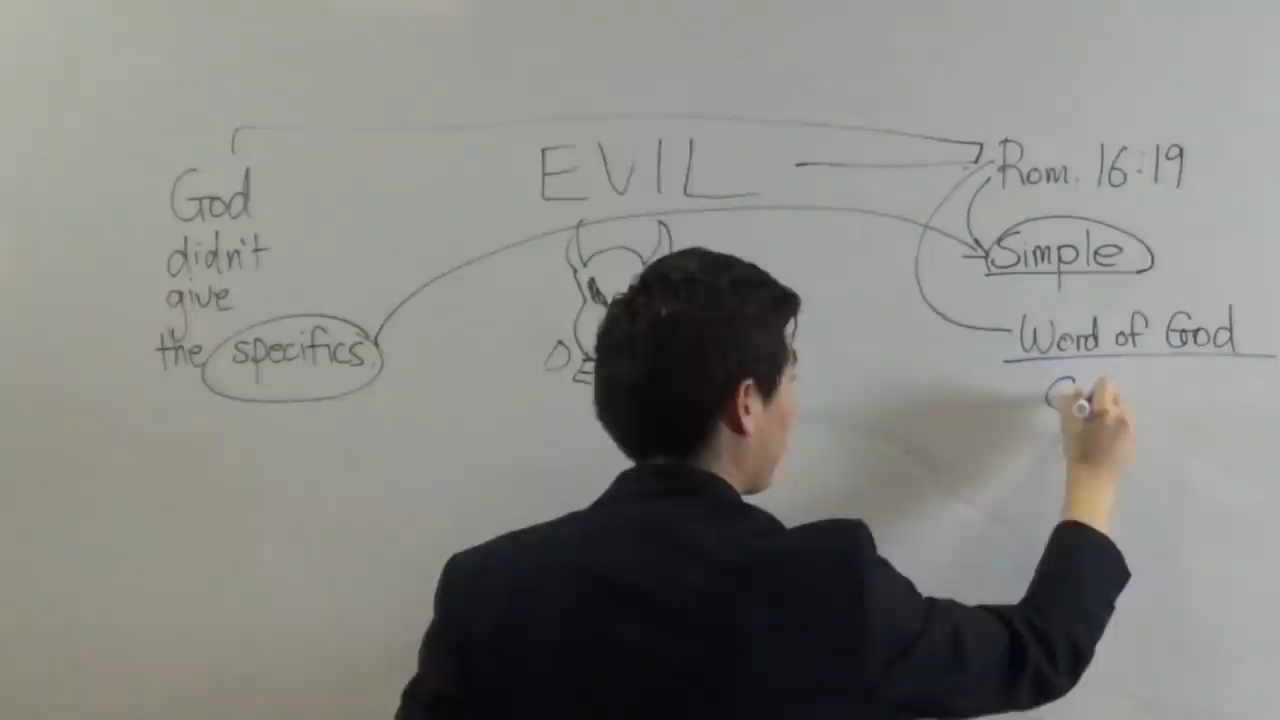 God
didn't
give
the specifics.
EVIL
Rom. 16:19
Simple
Word of God